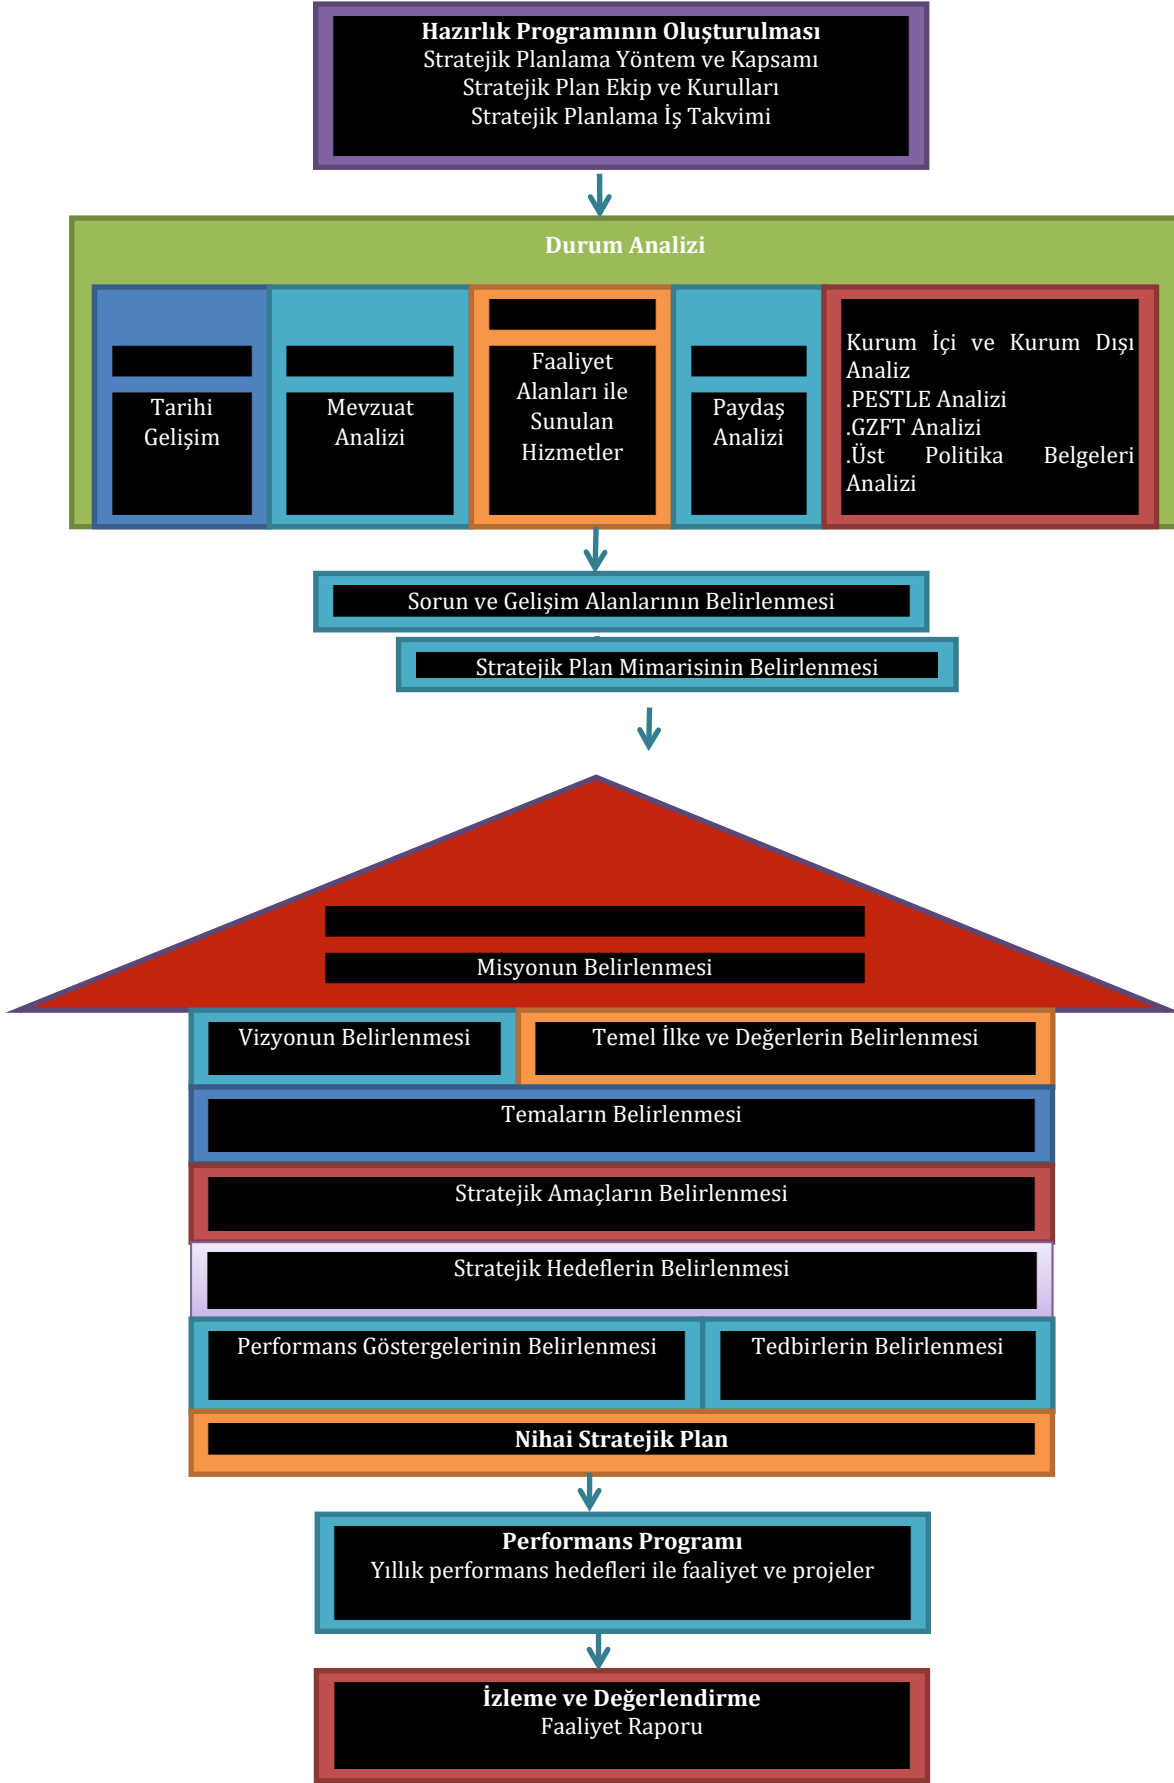 Hazırlık Programının Oluşturulması
Stratejik Planlama Yöntem ve Kapsamı
Stratejik Plan Ekip ve Kurulları
Stratejik Planlama İş Takvimi
Durum Analizi
Tarihi
Gelişim
Mevzuat
Analizi
Faaliyet
Alanları ile
Sunulan
Hizmetler
Paydaş
Analizi
Kurum İçi ve Kurum Dışı
Analiz
.PESTLE Analizi
.GZFT Analizi
.Üst Politika Belgeleri
Analizi
Sorun ve Gelişim Alanlarının Belirlenmesi
Stratejik Plan Mimarisinin Belirlenmesi
Misyonun Belirlenmesi
Vizyonun Belirlenmesi
Temel İlke ve Değerlerin Belirlenmesi
Temaların Belirlenmesi
Stratejik Amaçların Belirlenmesi
Stratejik Hedeflerin Belirlenmesi
Performans Göstergelerinin Belirlenmesi
Tedbirlerin Belirlenmesi
Nihai Stratejik Plan
Performans Programı
Yıllık performans hedefleri ile faaliyet ve projeler
İzleme ve Değerlendirme
Faaliyet Raporu